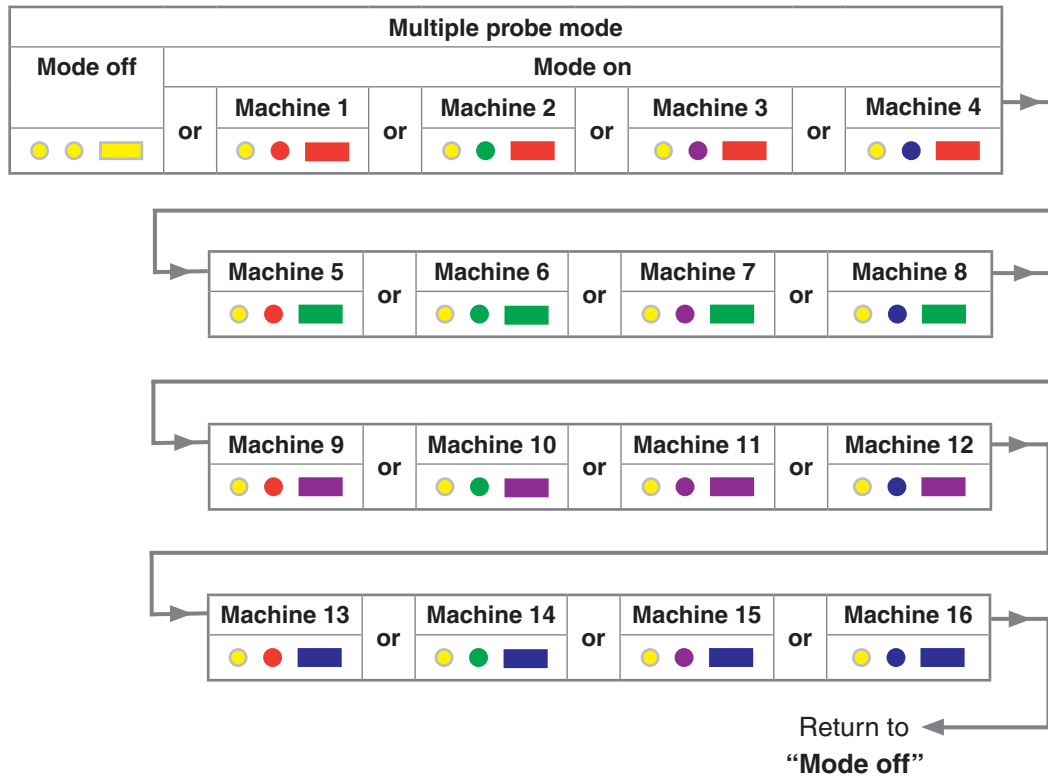 Multiple probe mode
Mode off
Mode on
or
Machine 1
or
Machine 2
or
Machine 3
or
Machine 4
Machine 5
or
Machine 6
or
Machine 7
or
Machine 8
Machine 9
or
Machine 10
or
Machine 11
or
Machine 12
Machine 13
or
Machine 14
or
Machine 15
or
Machine 16
Return to
“Mode off”